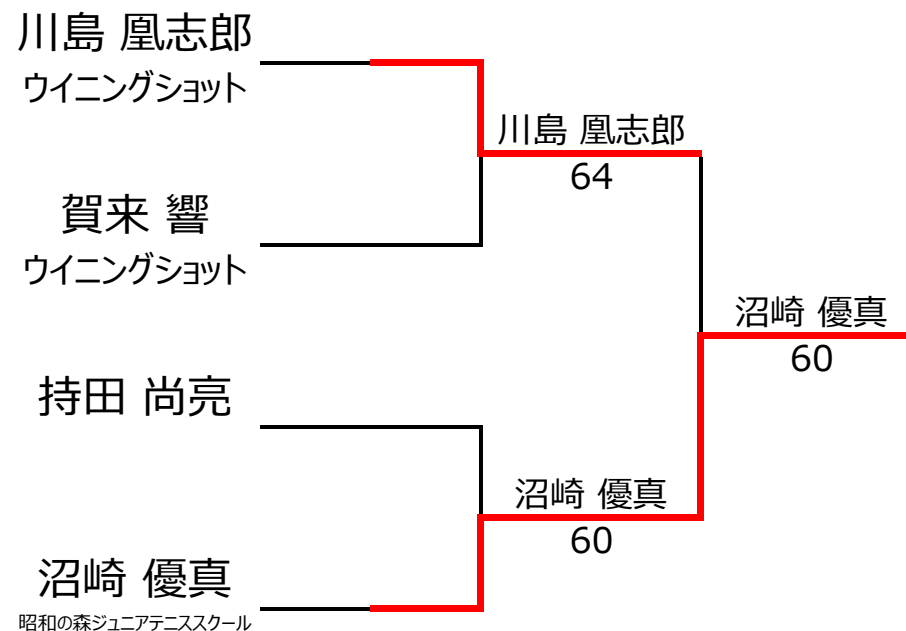 川島 凰志郎
ウイニングショット
川島 凰志郎
64
賀来 響
ウイニングショット
沼崎 優真
60
持田 尚亮
沼崎 優真
60
沼崎 優真
昭和の森ジュニアテニススクール